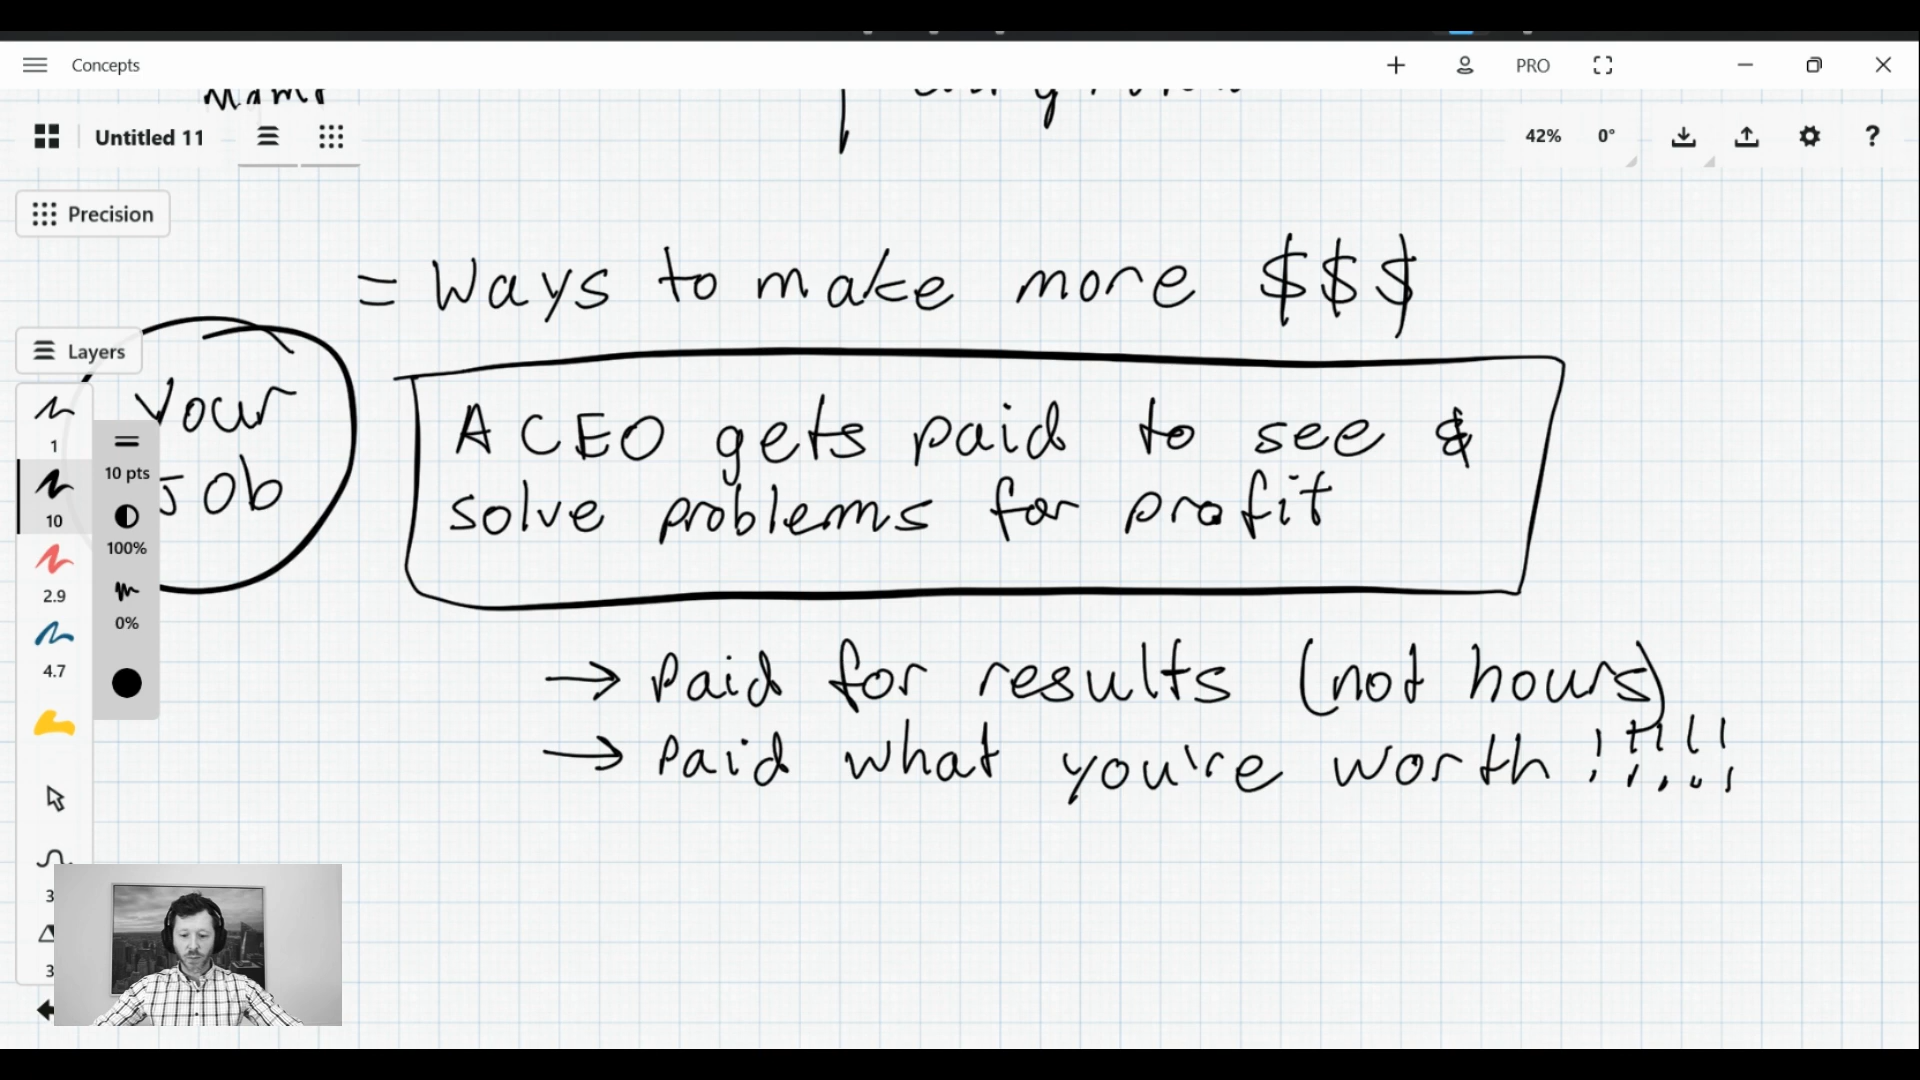 Concepts
PRO
Untitled 11
42%
0°
?
Precision
= Ways to make more $$$
Layers
Your
Job
A CEO gets paid to see &
solve problems for profit
1
10 pts
10
100%
2.9
0%
4.7
→ Paid for results (not hours)
→ Paid what you're worth !!!!!
3
3